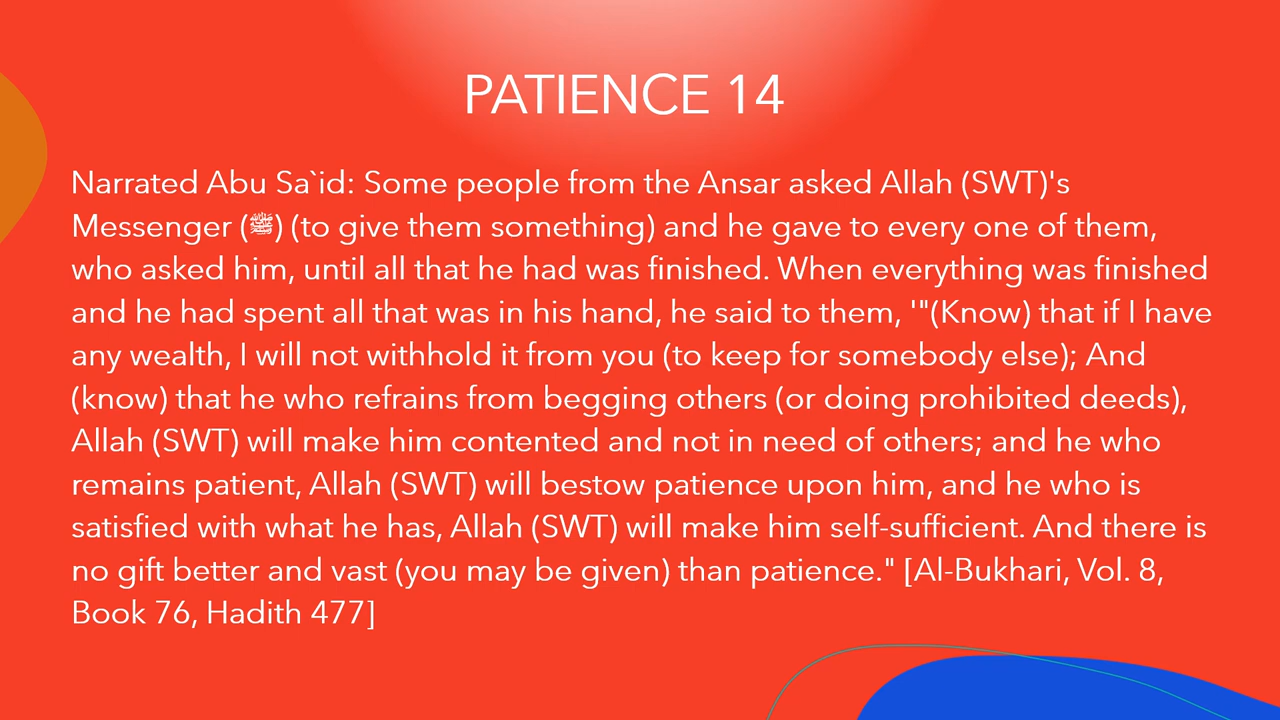 PATIENCE 14
Narrated Abu Sa`id: Some people from the Ansar asked Allah (SWT)'s
Messenger (ﷺ) (to give them something) and he gave to every one of them,
who asked him, until all that he had was finished. When everything was finished
and he had spent all that was in his hand, he said to them, '"(Know) that if I have
any wealth, I will not withhold it from you (to keep for somebody else); And
(know) that he who refrains from begging others (or doing prohibited deeds),
Allah (SWT) will make him contented and not in need of others; and he who
remains patient, Allah (SWT) will bestow patience upon him, and he who is
satisfied with what he has, Allah (SWT) will make him self-sufficient. And there is
no gift better and vast (you may be given) than patience." [Al-Bukhari, Vol. 8,
Book 76, Hadith 477]